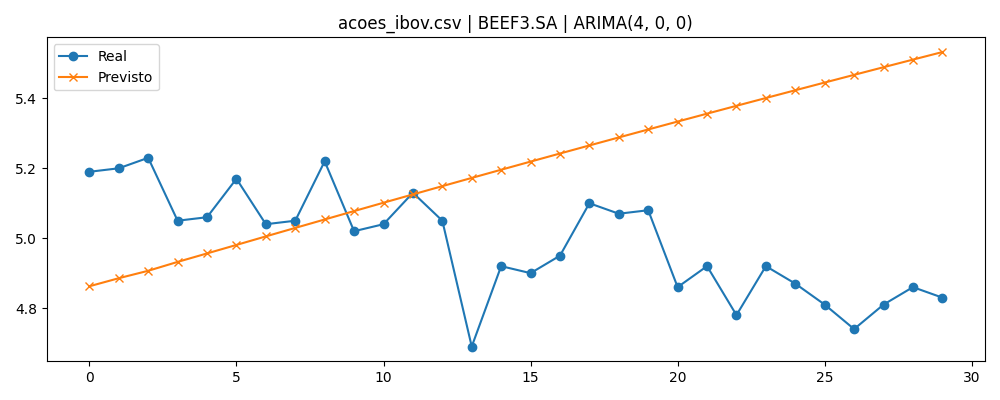 acoes_ibov.csv | BEEF3.SA | ARIMA(4, 0, 0)
Real
Previsto
5.4
5.2
5.0
4.8
0 5 10 15 20 25 30